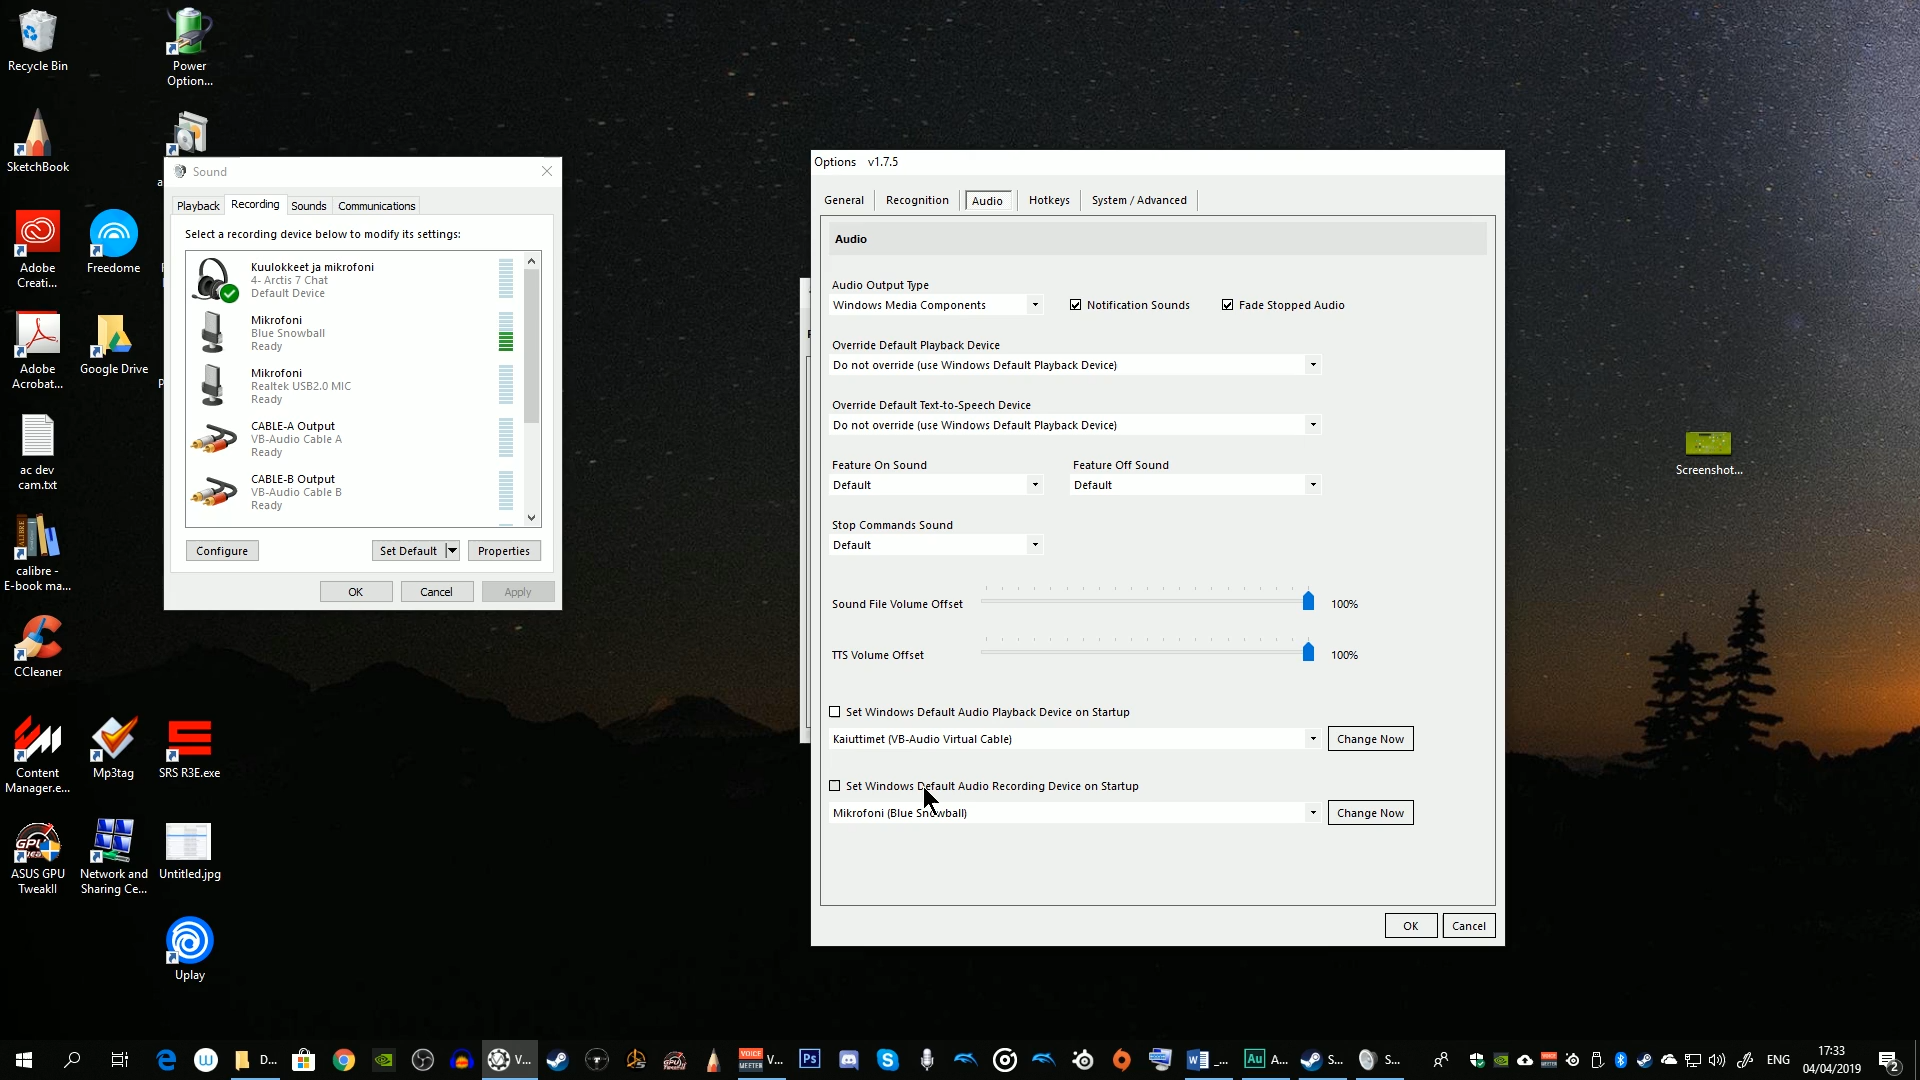 Recycle Bin
Power
Option...
SketchBook
Adobe
Creati...
Freedome
Adobe
Acrobat...
Google Drive
ac dev
cam.txt
calibre -
E-book ma...
CCleaner
Content
Manager.e...
Mp3tag
SRS R3E.exe
ASUS GPU
TweakII
Network and
Sharing Ce...
Untitled.jpg
Uplay
Screenshot...
Sound
Playback
Recording
Sounds
Communications
Select a recording device below to modify its settings:
Kuulokkeet ja mikrofoni
4- Arctis 7 Chat
Default Device
Mikrofoni
Blue Snowball
Ready
Mikrofoni
Realtek USB2.0 MIC
Ready
CABLE-A Output
VB-Audio Cable A
Ready
CABLE-B Output
VB-Audio Cable B
Ready
Configure
Set Default
Properties
OK
Cancel
Apply
Options v1.7.5
General
Recognition
Audio
Hotkeys
System / Advanced
Audio
Audio Output Type
Windows Media Components
Notification Sounds
Fade Stopped Audio
Override Default Playback Device
Do not override (use Windows Default Playback Device)
Override Default Text-to-Speech Device
Do not override (use Windows Default Playback Device)
Feature On Sound
Feature Off Sound
Default
Default
Stop Commands Sound
Default
Sound File Volume Offset
100%
TTS Volume Offset
100%
Set Windows Default Audio Playback Device on Startup
Kaiuttimet (VB-Audio Virtual Cable)
Change Now
Set Windows Default Audio Recording Device on Startup
Mikrofoni (Blue Snowball)
Change Now
OK
Cancel
D...
V...
V...
_...
A...
S...
S...
ENG
17:33
04/04/2019
2